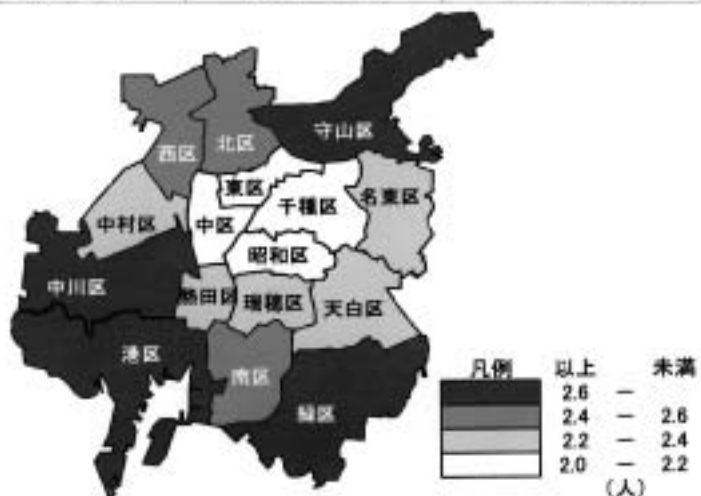 守山区
北区
西区
東区
千種区
名東区
中村区
中区
昭和区
中川区
熱田区
瑞穂区
天白区
港区
南区
緑区
凡例 以上 未満
2.6 —
2.4 — 2.6
2.2 — 2.4
2.0 — 2.2
(人)